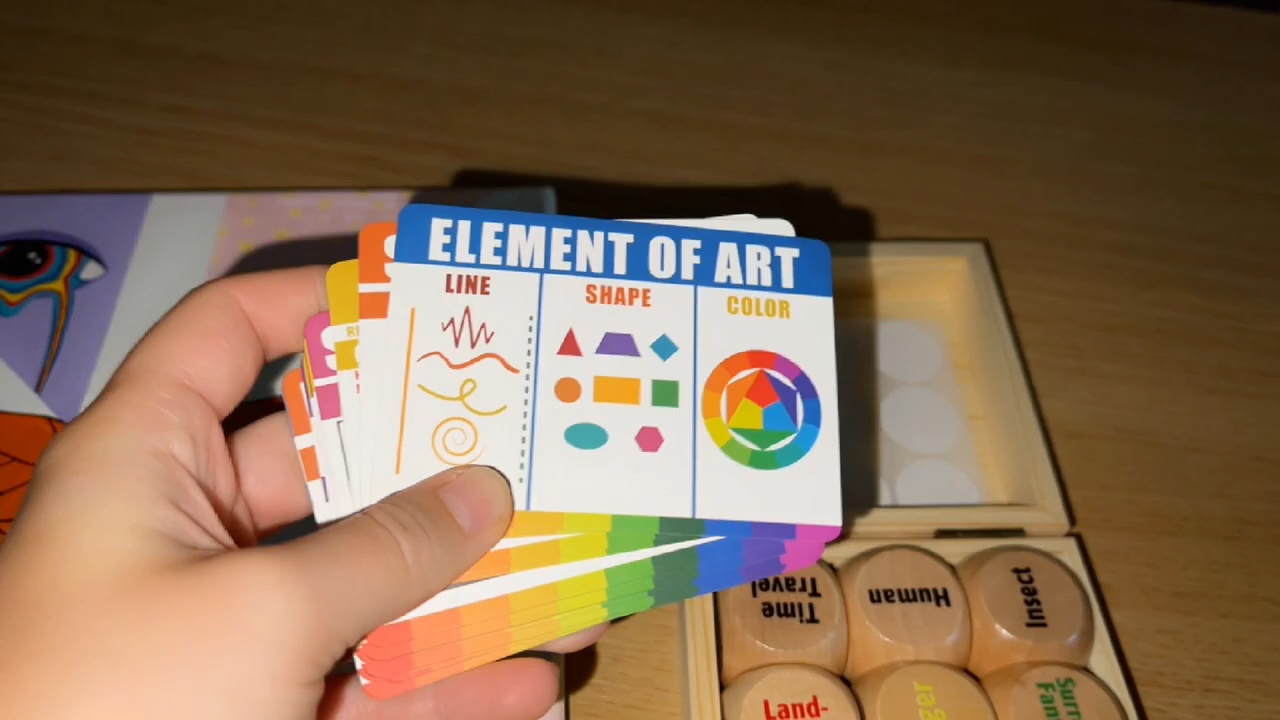 ELEMENT OF ART
LINE
SHAPE
COLOR
Time
Travel
Human
Insect
Land-